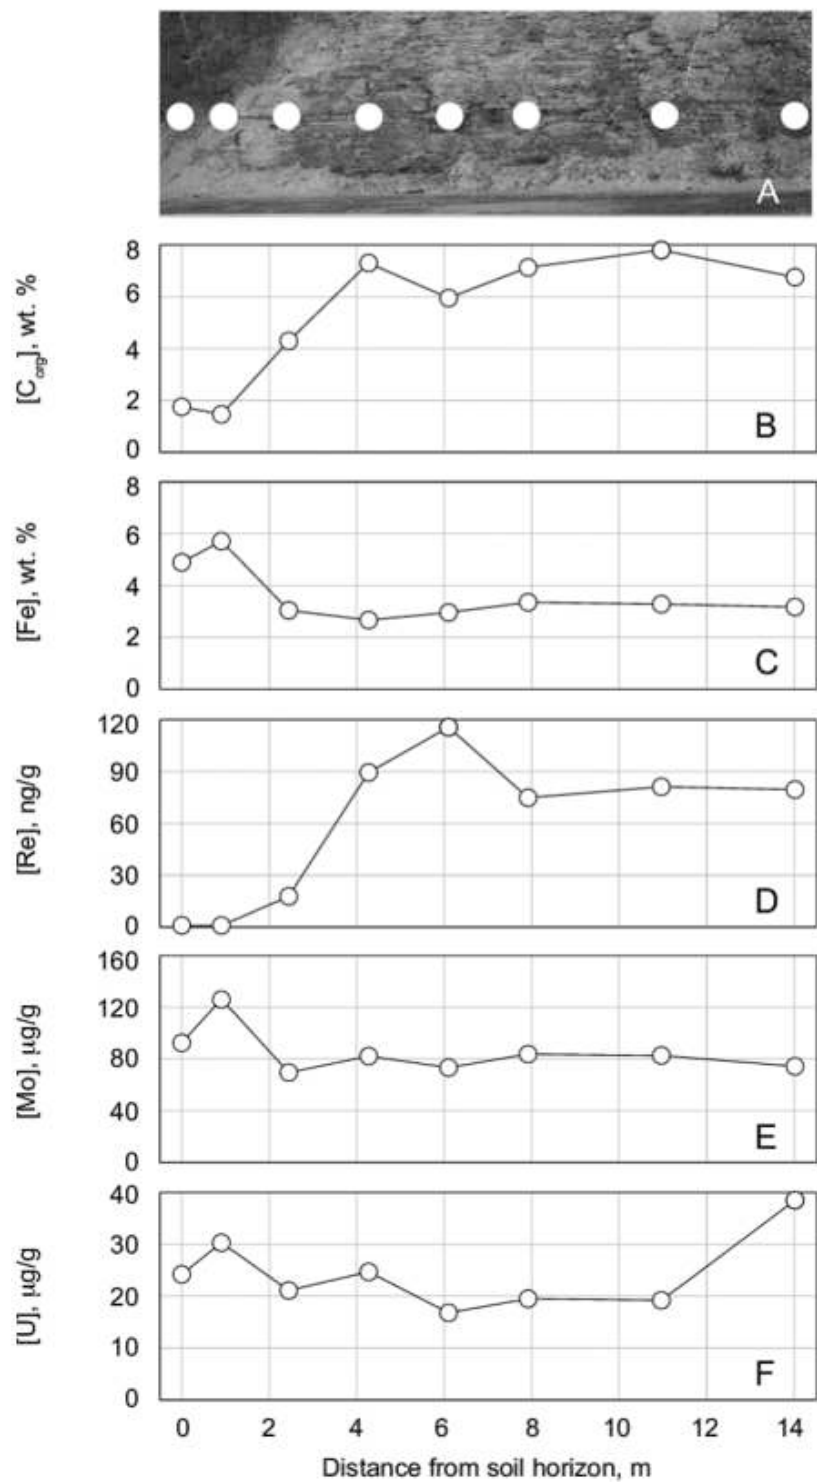 A
[C_org], wt. %
8
6
4
2
0
B
[Fe], wt. %
8
6
4
2
0
C
[Re], ng/g
120
90
60
30
0
D
[Mo], µg/g
160
120
80
40
0
E
[U], µg/g
40
30
20
10
0
F
0 2 4 6 8 10 12 14
Distance from soil horizon, m